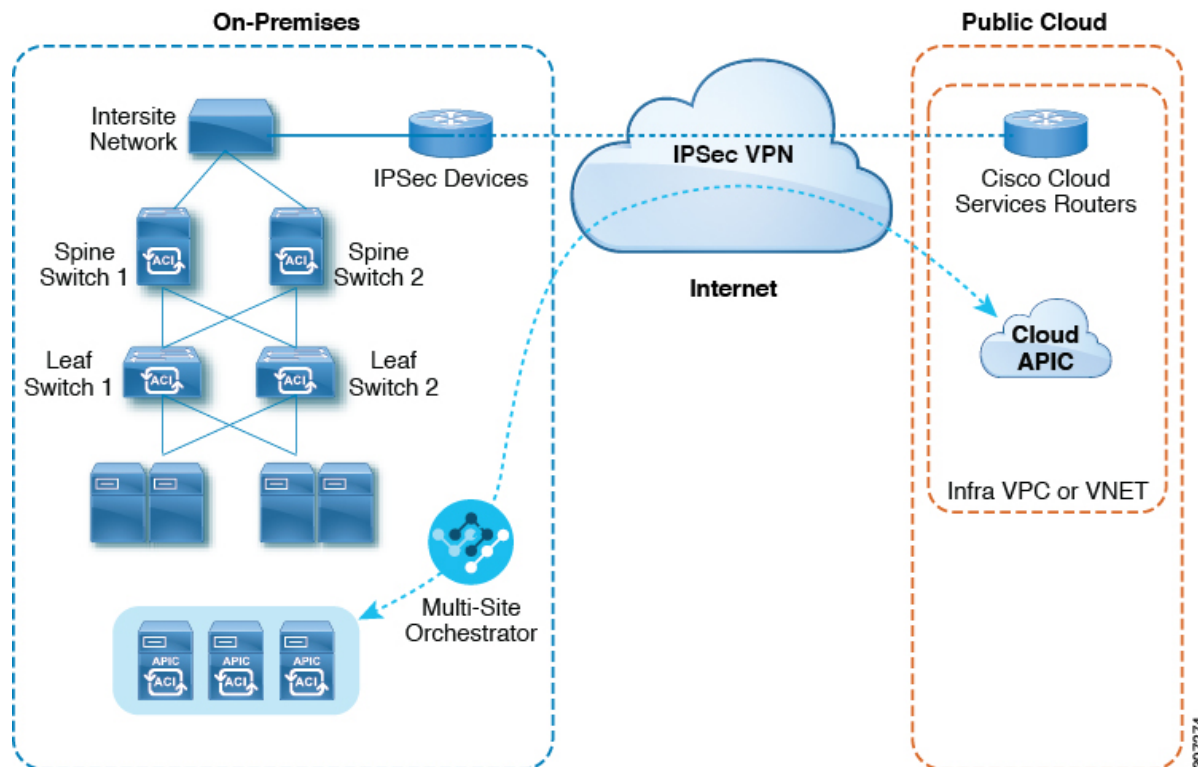 On-Premises
Public Cloud
Intersite
Network
IPSec Devices
IPSec VPN
Cisco Cloud
Services Routers
Spine
Switch 1
ACI
ACI
Spine
Switch 2
Internet
Cloud
APIC
Leaf
Switch 1
ACI
ACI
Leaf
Switch 2
Infra VPC or VNET
Multi-Site
Orchestrator
APIC
ACI
APIC
ACI
APIC
ACI